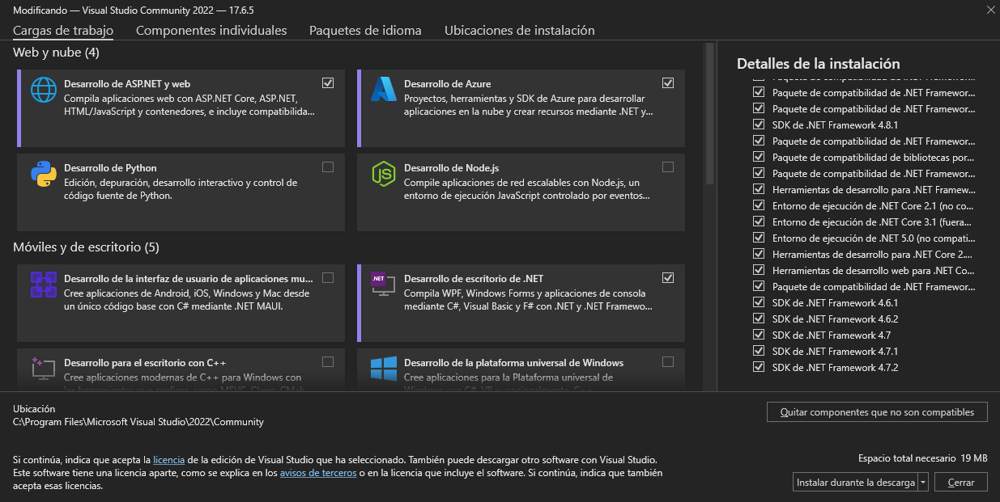 Modificando — Visual Studio Community 2022 — 17.6.5
Cargas de trabajo
Componentes individuales
Paquetes de idioma
Ubicaciones de instalación
Web y nube (4)
Desarrollo de ASP.NET y web
Compila aplicaciones web con ASP.NET Core, ASP.NET,
HTML/JavaScript y contenedores, e incluye compatibilida...
Desarrollo de Azure
Proyectos, herramientas y SDK de Azure para desarrollar
aplicaciones en la nube y crear recursos mediante .NET y...
Desarrollo de Python
Edición, depuración, desarrollo interactivo y control de
código fuente de Python.
Desarrollo de Node.js
Compile aplicaciones de red escalables con Node.js, un
entorno de ejecución JavaScript controlado por eventos...
Móviles y de escritorio (5)
Desarrollo de la interfaz de usuario de aplicaciones mu...
Cree aplicaciones de Android, iOS, Windows y Mac desde
un único código base con C# mediante .NET MAUI.
.NET
Desarrollo de escritorio de .NET
Compila WPF, Windows Forms y aplicaciones de consola
mediante C#, Visual Basic y F# con .NET y .NET Framewo...
Desarrollo para el escritorio con C++
Cree aplicaciones modernas de C++ para Windows con
las herramientas que prefiera, como MSVC, Clang, CMak
Desarrollo de la plataforma universal de Windows
Cree aplicaciones para la Plataforma universal de
Windows con C#, VB u, opcionalmente, C++
Detalles de la instalación
Paquete de compatibilidad de .NET Framewor...
Paquete de compatibilidad de .NET Framewor...
Paquete de compatibilidad de .NET Framewor...
SDK de .NET Framework 4.8.1
Paquete de compatibilidad de .NET Framewor...
Paquete de compatibilidad de bibliotecas por...
Paquete de compatibilidad de .NET Framewor...
Herramientas de desarrollo para .NET Framew...
Entorno de ejecución de .NET Core 2.1 (no co...
Entorno de ejecución de .NET Core 3.1 (fuera...
Entorno de ejecución de .NET 5.0 (no compati...
Herramientas de desarrollo para .NET Core 2....
Herramientas de desarrollo web para .NET Co...
Paquete de compatibilidad de .NET Framewor...
SDK de .NET Framework 4.6.1
SDK de .NET Framework 4.6.2
SDK de .NET Framework 4.7
SDK de .NET Framework 4.7.1
SDK de .NET Framework 4.7.2
Ubicación
C:\Program Files\Microsoft Visual Studio\2022\Community
Quitar componentes que no son compatibles
Si continúa, indica que acepta la licencia de la edición de Visual Studio que ha seleccionado. También puede descargar otro software con Visual Studio.
Este software tiene una licencia aparte, como se explica en los avisos de terceros o en la licencia que incluye el software. Si continúa, indica que también
acepta esas licencias.
Espacio total necesario 19 MB
Instalar durante la descarga
Cerrar